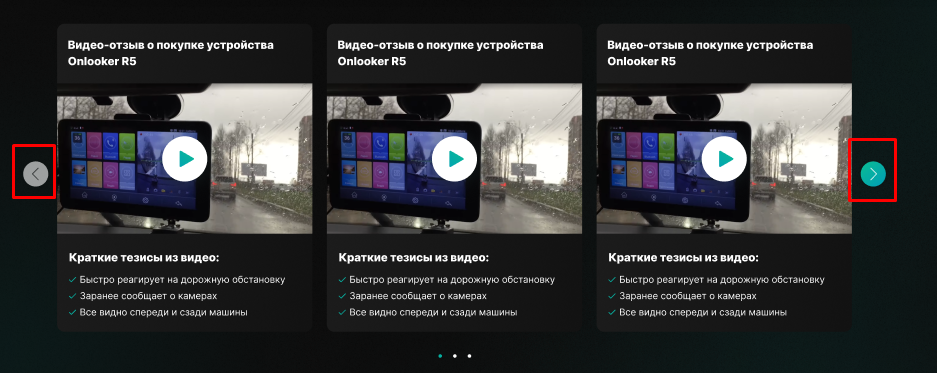 Видео-отзыв о покупке устройства
Onlooker R5
Краткие тезисы из видео:
Быстро реагирует на дорожную обстановку
Заранее сообщает о камерах
Все видно спереди и сзади машины
Видео-отзыв о покупке устройства
Onlooker R5
Краткие тезисы из видео:
Быстро реагирует на дорожную обстановку
Заранее сообщает о камерах
Все видно спереди и сзади машины
Видео-отзыв о покупке устройства
Onlooker R5
Краткие тезисы из видео:
Быстро реагирует на дорожную обстановку
Заранее сообщает о камерах
Все видно спереди и сзади машины